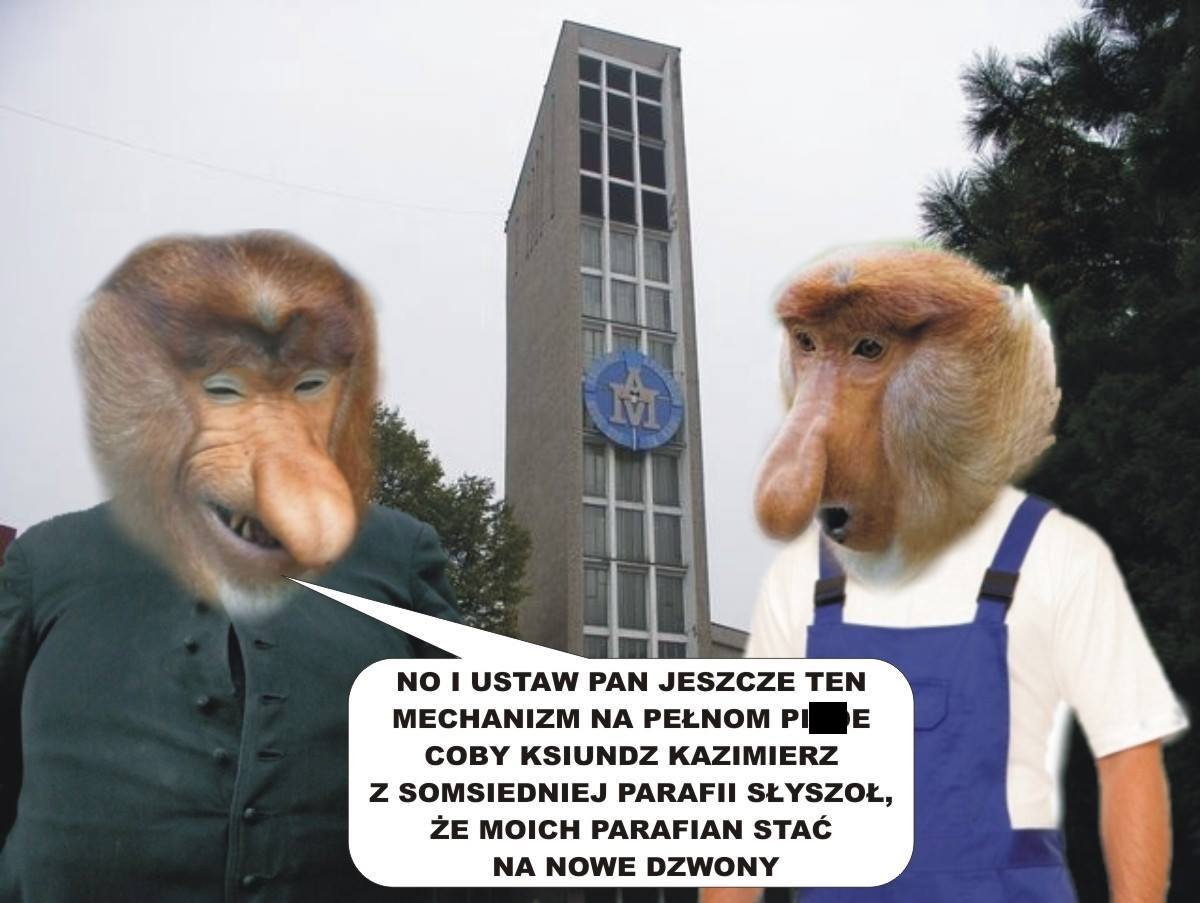 NO I USTAW PAN JESZCZE TEN
MECHANIZM NA PEŁNOM
COBY KSIUNDZ KAZIMIERZ
Z SOMSIEDNIEJ PARAFII SŁYSZOŁ,
ŻE MOICH PARAFIAN STAĆ
NA NOWE DZWONY